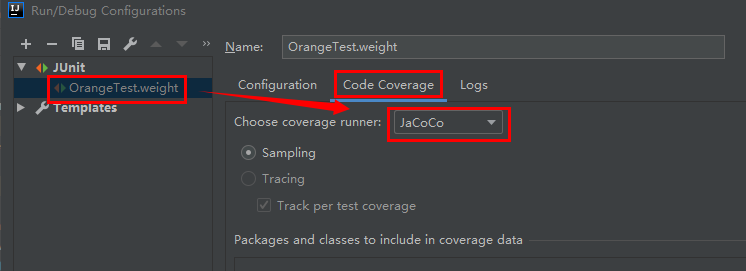 IJ Run/Debug Configurations
Name: OrangeTest.weight
JUnit
OrangeTest.weight
Templates
Configuration Code Coverage Logs
Choose coverage runner: JaCoCo
Sampling
Tracing
Track per test coverage
Packages and classes to include in coverage data